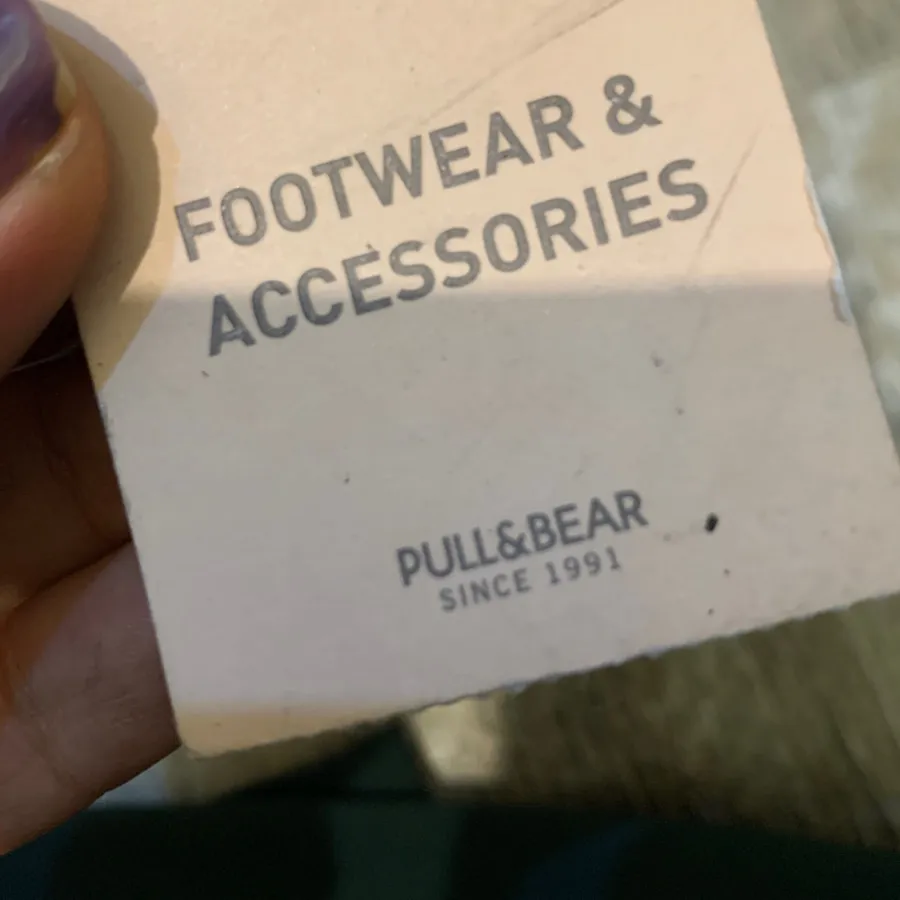 FOOTWEAR &
ACCESSORIES
PULL&BEAR
SINCE 1991